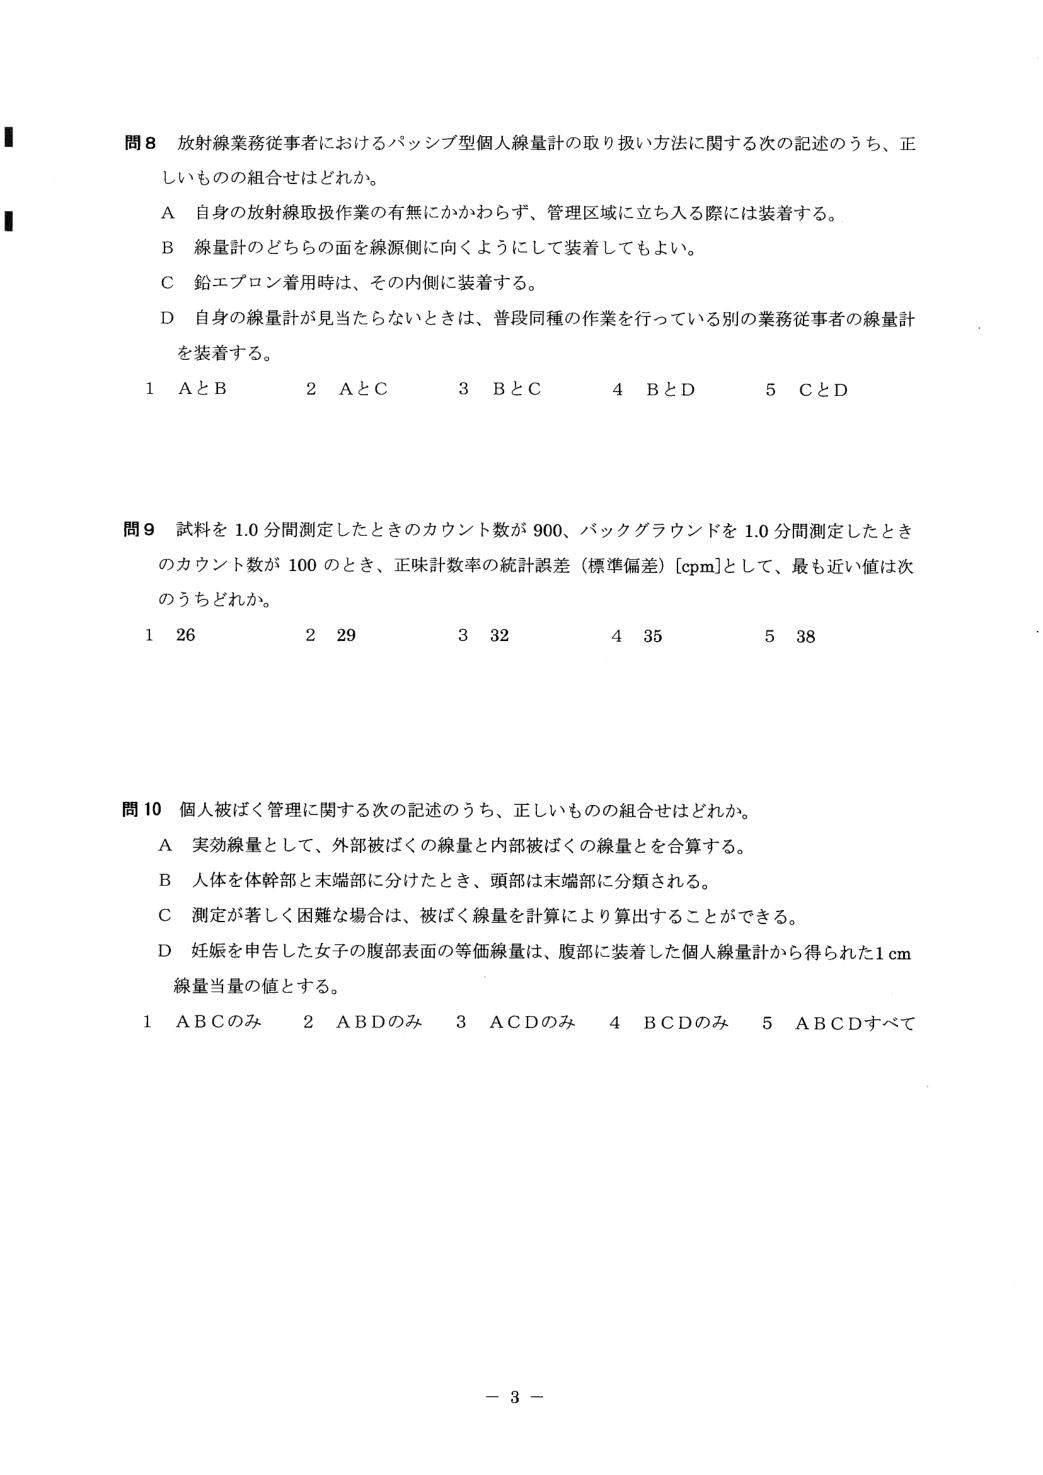 問8 放射線業務従事者におけるパッシブ型個人線量計の取り扱い方法に関する次の記述のうち、正
しいものの組合せはどれか。
A 自身の放射線取扱作業の有無にかかわらず、管理区域に立ち入る際には装着する。
B 線量計のどちらの面を線源側に向くようにして装着してもよい。
C 鉛エプロン着用時は、その内側に装着する。
D 自身の線量計が見当たらないときは、普段同種の作業を行っている別の業務従事者の線量計
を装着する。
1 AとB 2 AとC 3 BとC 4 BとD 5 CとD
問9 試料を 1.0 分間測定したときのカウント数が 900、バックグラウンドを 1.0 分間測定したとき
のカウント数が 100 のとき、正味計数率の統計誤差（標準偏差）[cpm]として、最も近い値は次
のうちどれか。
1 26 2 29 3 32 4 35 5 38
問10 個人被ばく管理に関する次の記述のうち、正しいものの組合せはどれか。
A 実効線量として、外部被ばくの線量と内部被ばくの線量とを合算する。
B 人体を体幹部と末端部に分けたとき、頭部は末端部に分類される。
C 測定が著しく困難な場合は、被ばく線量を計算により算出することができる。
D 妊娠を申告した女子の腹部表面の等価線量は、腹部に装着した個人線量計から得られた1 cm
線量当量の値とする。
1 ABCのみ 2 ABDのみ 3 ACDのみ 4 BCDのみ 5 ABCDすべて
－ 3 －